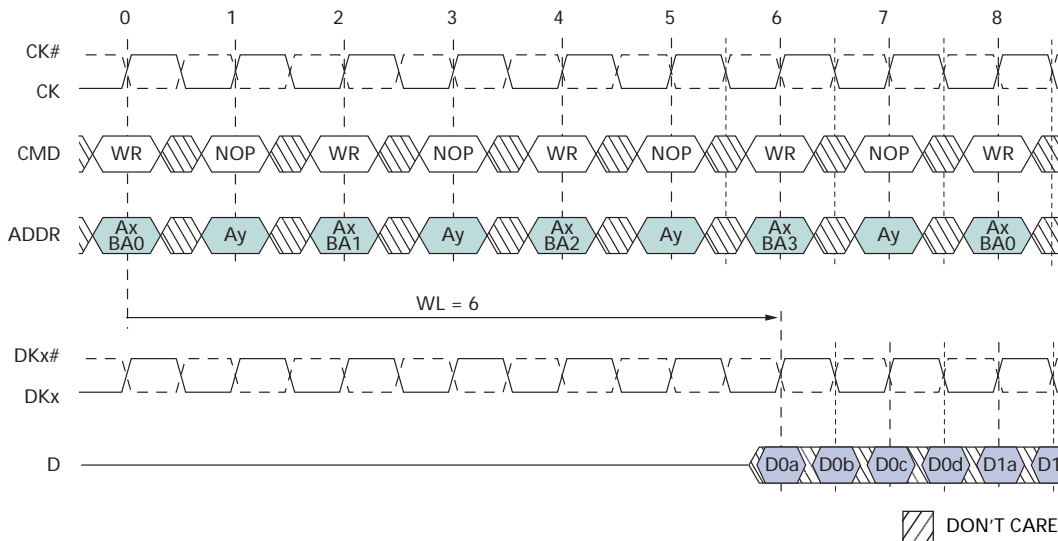 0 1 2 3 4 5 6 7 8
CK#
CK
CMD WR NOP WR NOP WR NOP WR NOP WR
ADDR Ax BA0 Ay Ax BA1 Ay Ax BA2 Ay Ax BA3 Ay Ax BA0
WL = 6
DKx#
DKx
D D0a D0b D0c D0d D1a D1
DON'T CARE